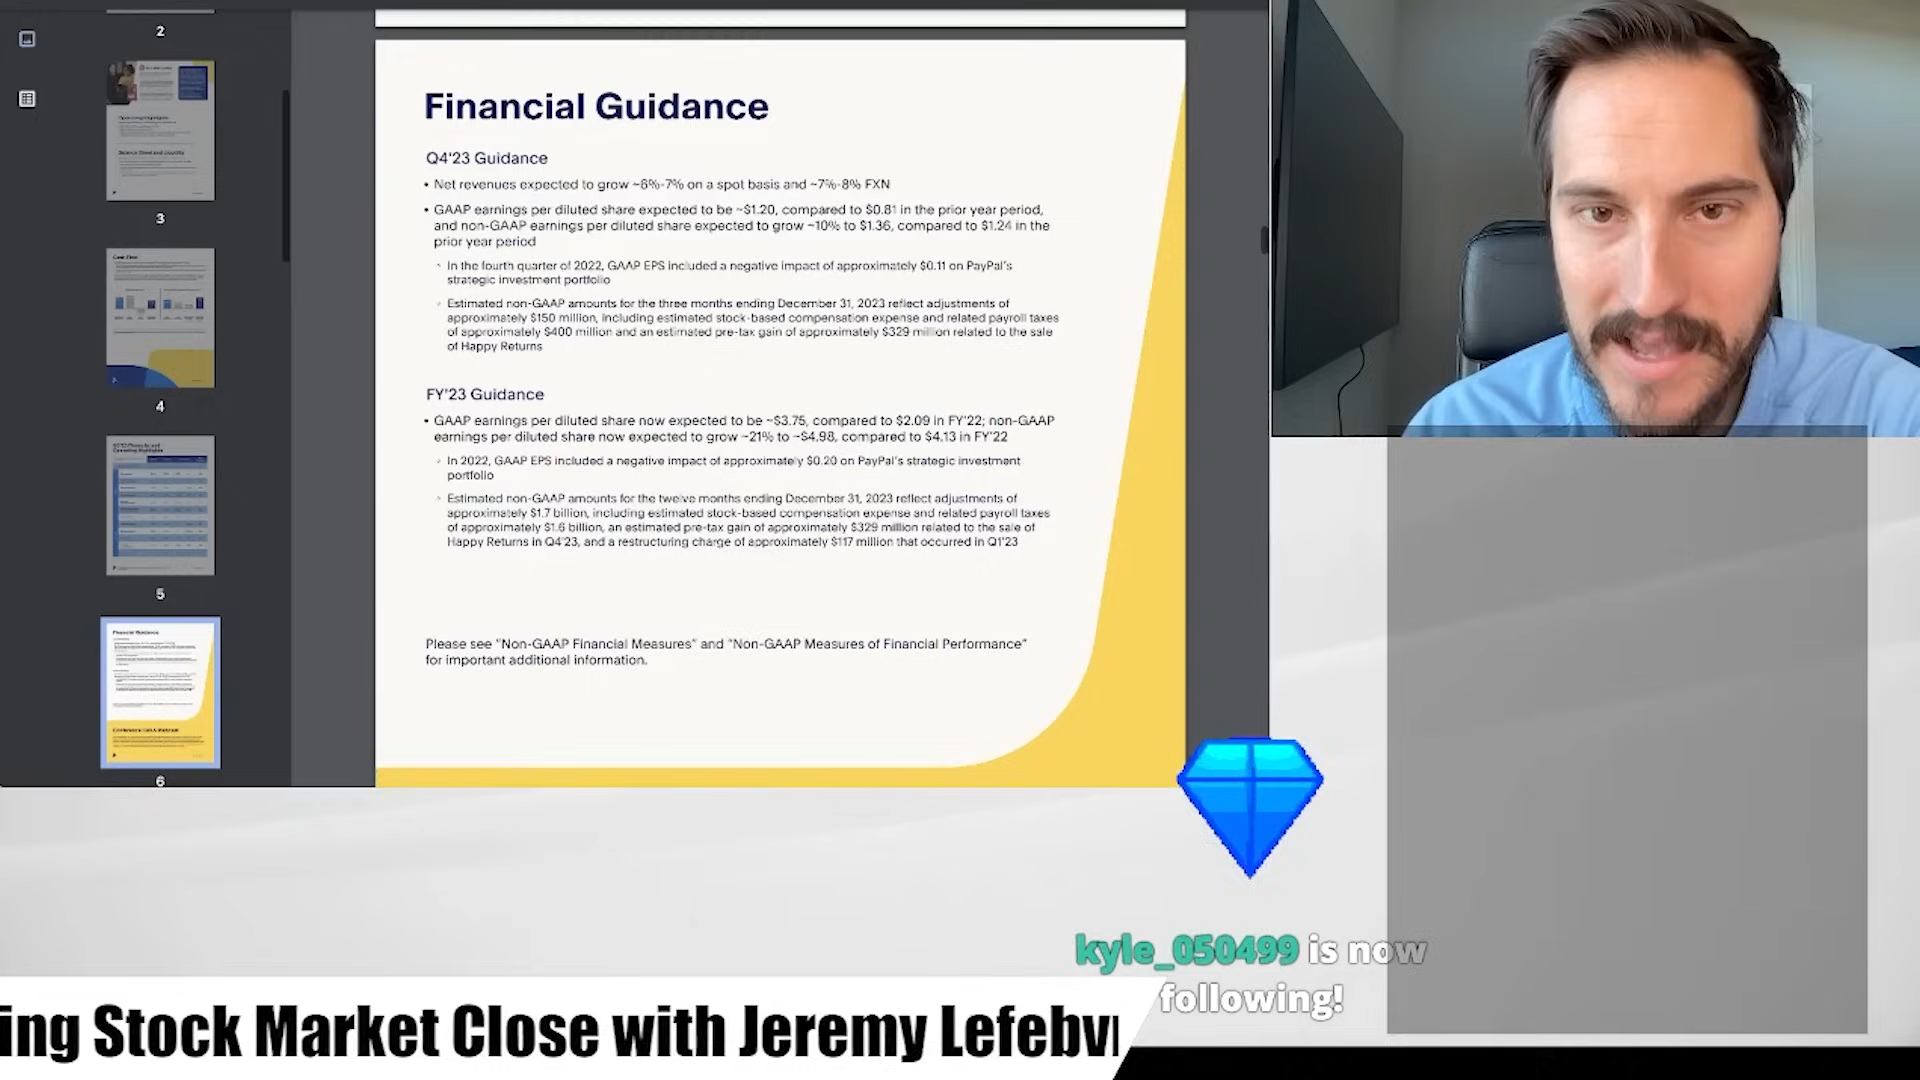 2
3
4
5
6
Financial Guidance
Q4'23 Guidance
• Net revenues expected to grow ~6%-7% on a spot basis and ~7%-8% FXN
• GAAP earnings per diluted share expected to be ~$1.20, compared to $0.81 in the prior year period,
and non-GAAP earnings per diluted share expected to grow ~10% to $1.36, compared to $1.24 in the
prior year period
◦ In the fourth quarter of 2022, GAAP EPS included a negative impact of approximately $0.11 on PayPal's
strategic investment portfolio
◦ Estimated non-GAAP amounts for the three months ending December 31, 2023 reflect adjustments of
approximately $150 million, including estimated stock-based compensation expense and related payroll taxes
of approximately $400 million and an estimated pre-tax gain of approximately $329 million related to the sale
of Happy Returns
FY'23 Guidance
• GAAP earnings per diluted share now expected to be ~$3.75, compared to $2.09 in FY'22; non-GAAP
earnings per diluted share now expected to grow ~21% to ~$4.98, compared to $4.13 in FY'22
◦ In 2022, GAAP EPS included a negative impact of approximately $0.20 on PayPal's strategic investment
portfolio
◦ Estimated non-GAAP amounts for the twelve months ending December 31, 2023 reflect adjustments of
approximately $1.7 billion, including estimated stock-based compensation expense and related payroll taxes
of approximately $1.6 billion, an estimated pre-tax gain of approximately $329 million related to the sale of
Happy Returns in Q4'23, and a restructuring charge of approximately $117 million that occurred in Q1'23
Please see "Non-GAAP Financial Measures" and "Non-GAAP Measures of Financial Performance"
for important additional information.
kyle_050499 is now
following!
ing Stock Market Close with Jeremy Lefebv